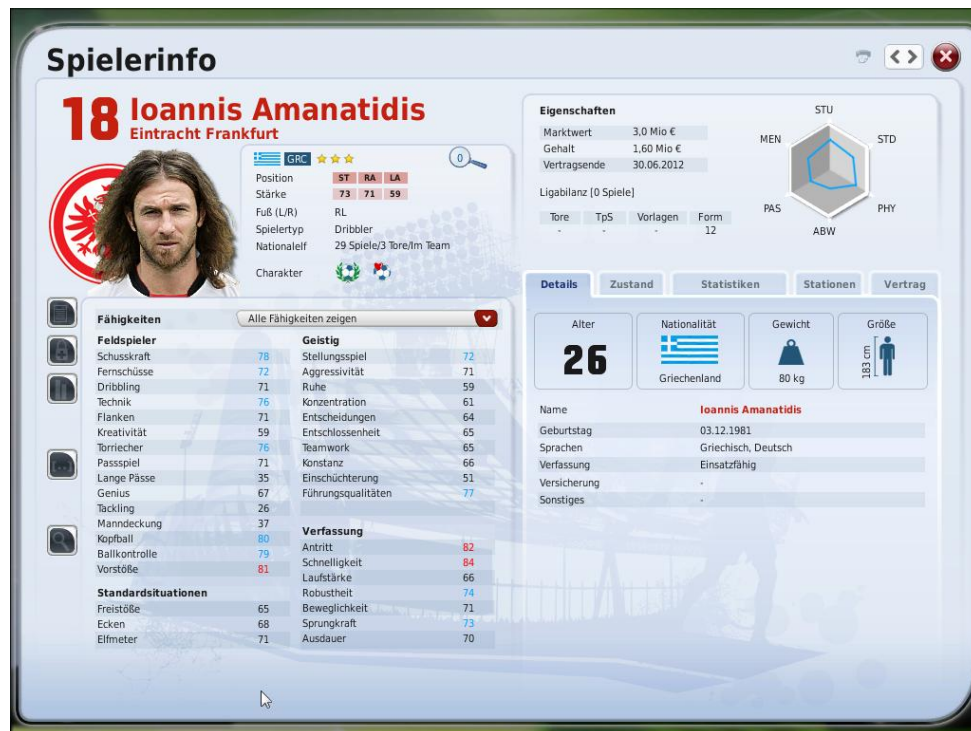 Spielerinfo
18 Ioannis Amanatidis
Eintracht Frankfurt
GRC
0
Position ST RA LA
Stärke 73 71 59
Fuß (L/R) RL
Spielertyp Dribbler
Nationalelf 29 Spiele/3 Tore/Im Team
Charakter
Eigenschaften
Marktwert 3,0 Mio €
Gehalt 1,60 Mio €
Vertragsende 30.06.2012
Ligabilanz [0 Spiele]
Tore TpS Vorlagen Form
- - - 12
STU
MEN STD
PAS PHY
ABW
Fähigkeiten Alle Fähigkeiten zeigen
Feldspieler
Schusskraft 78
Fernschüsse 72
Dribbling 71
Technik 76
Flanken 71
Kreativität 59
Torriecher 76
Passspiel 71
Lange Pässe 35
Genius 67
Tackling 26
Manndeckung 37
Kopfball 80
Ballkontrolle 79
Vorstöße 81
Standardsituationen
Freistöße 65
Ecken 68
Elfmeter 71
Geistig
Stellungsspiel 72
Aggressivität 71
Ruhe 59
Konzentration 61
Entscheidungen 64
Entschlossenheit 65
Teamwork 65
Konstanz 66
Einschüchterung 51
Führungsqualitäten 77
Verfassung
Antritt 82
Schnelligkeit 84
Laufstärke 66
Robustheit 74
Beweglichkeit 71
Sprungkraft 73
Ausdauer 70
Details Zustand Statistiken Stationen Vertrag
Alter Nationalität Gewicht Größe
26 Griechenland 80 kg 183 cm
Name Ioannis Amanatidis
Geburtstag 03.12.1981
Sprachen Griechisch, Deutsch
Verfassung Einsatzfähig
Versicherung -
Sonstiges -